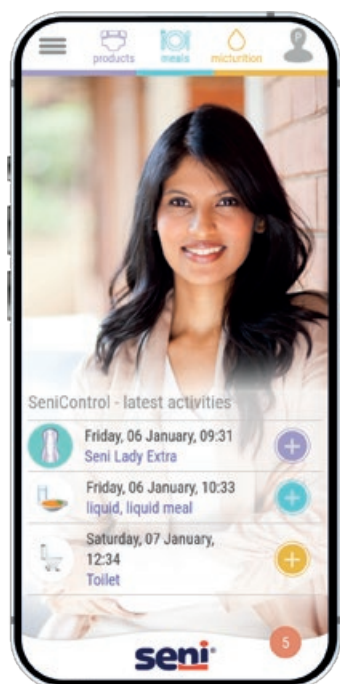 P
products
meals
micturition
SeniControl - latest activities
Friday, 06 January, 09:31
Seni Lady Extra
Friday, 06 January, 10:33
liquid, liquid meal
Saturday, 07 January,
12:34
Toilet
5
seni